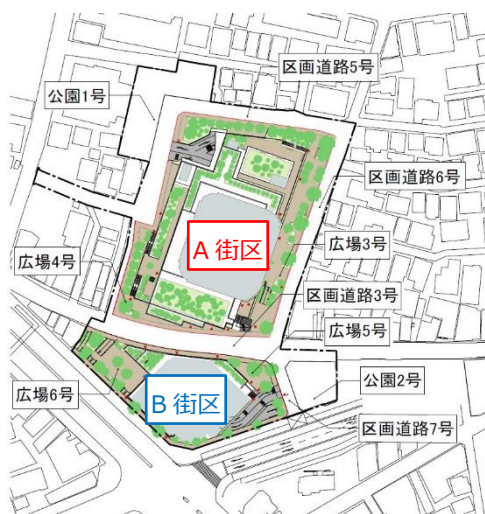 区画道路5号
公園1号
区画道路6号
A 街区
広場3号
広場4号
区画道路3号
広場5号
公園2号
広場6号
B 街区
区画道路7号